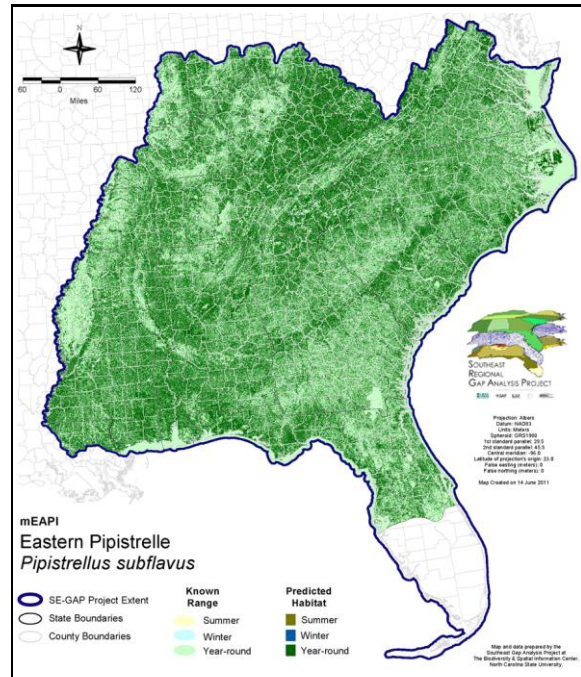 N
60 30 0 60 120 180 240
Miles
SOUTHEAST
REGIONAL
GAP ANALYSIS PROJECT
Projection: Albers
Datum: NAD83
Units: Meters
Spheroid: GRS1980
1st standard parallel: 29.5
2nd standard parallel: 45.5
Central meridian: -96.0
Latitude of projection's origin: 23.0
False easting (meters): 0
False northing (meters): 0
Map Created on 14 June 2011
mEAPI
Eastern Pipistrelle
Pipistrellus subflavus
SE-GAP Project Extent
State Boundaries
County Boundaries
Known
Range
Summer
Winter
Year-round
Predicted
Habitat
Summer
Winter
Year-round
Map and data prepared by the
Southeast Gap Analysis Project at
The Biodiversity & Spatial Information Center,
North Carolina State University.